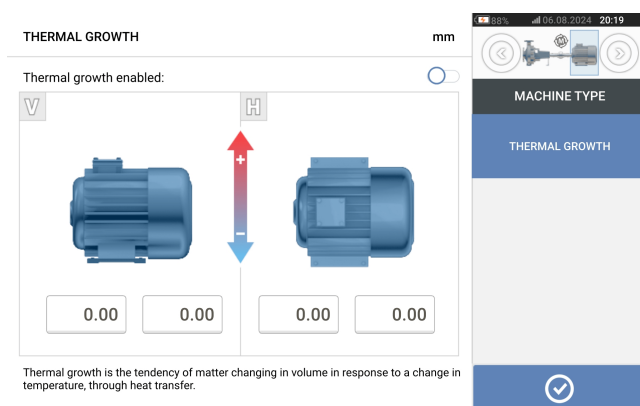 THERMAL GROWTH
mm
88%
06.08.2024
20:19
Thermal growth enabled:
MACHINE TYPE
THERMAL GROWTH
V
H
+
−
0.00
0.00
0.00
0.00
Thermal growth is the tendency of matter changing in volume in response to a change in
temperature, through heat transfer.